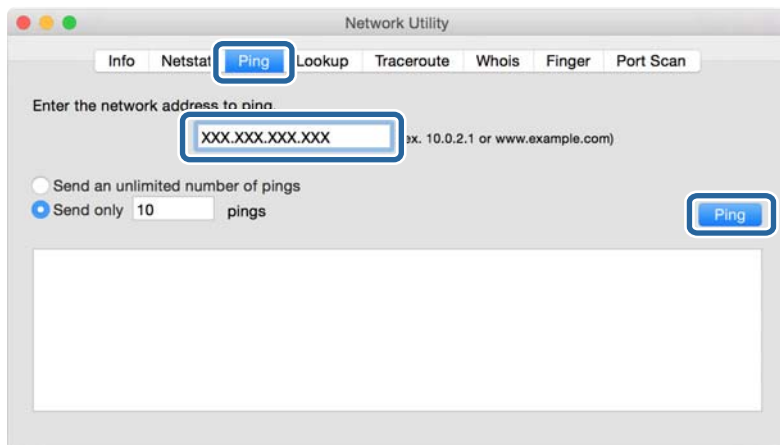 Network Utility
Info Netstat Ping Lookup Traceroute Whois Finger Port Scan
Enter the network address to ping.
XXX.XXX.XXX.XXX ex. 10.0.2.1 or www.example.com)
Send an unlimited number of pings
Send only 10 pings
Ping